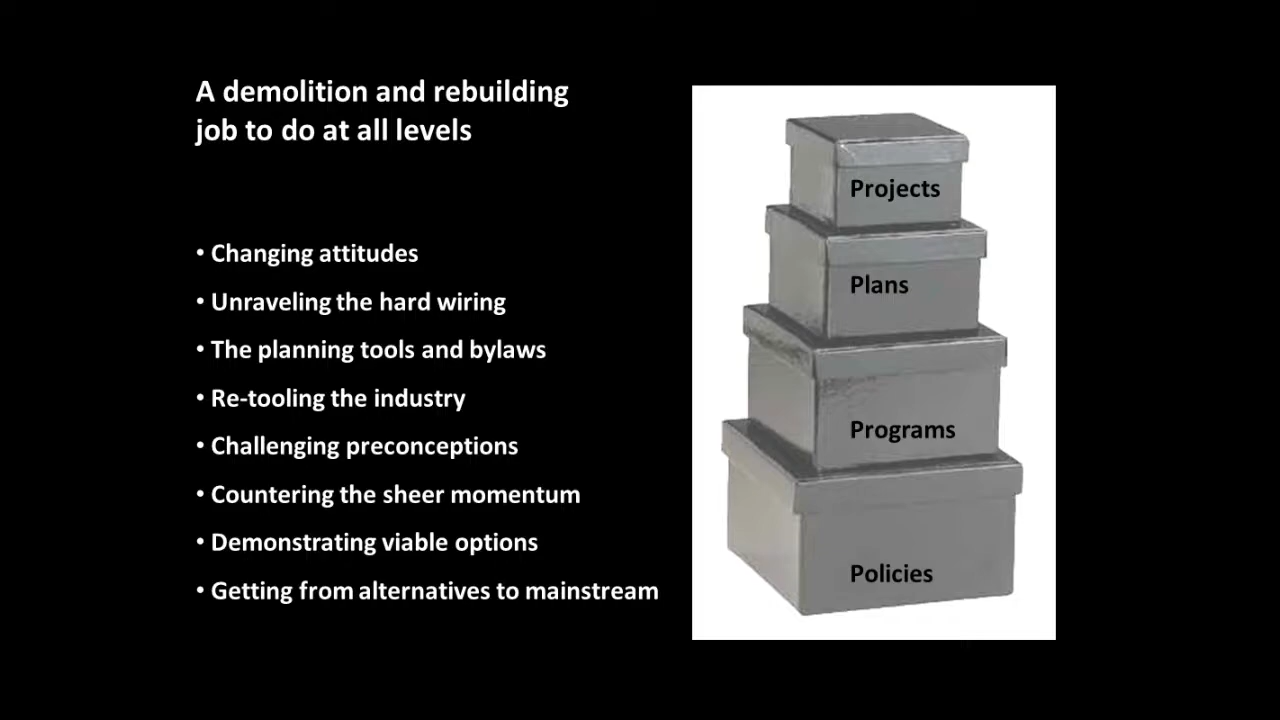 A demolition and rebuilding
job to do at all levels
• Changing attitudes
• Unraveling the hard wiring
• The planning tools and bylaws
• Re-tooling the industry
• Challenging preconceptions
• Countering the sheer momentum
• Demonstrating viable options
• Getting from alternatives to mainstream
Projects
Plans
Programs
Policies